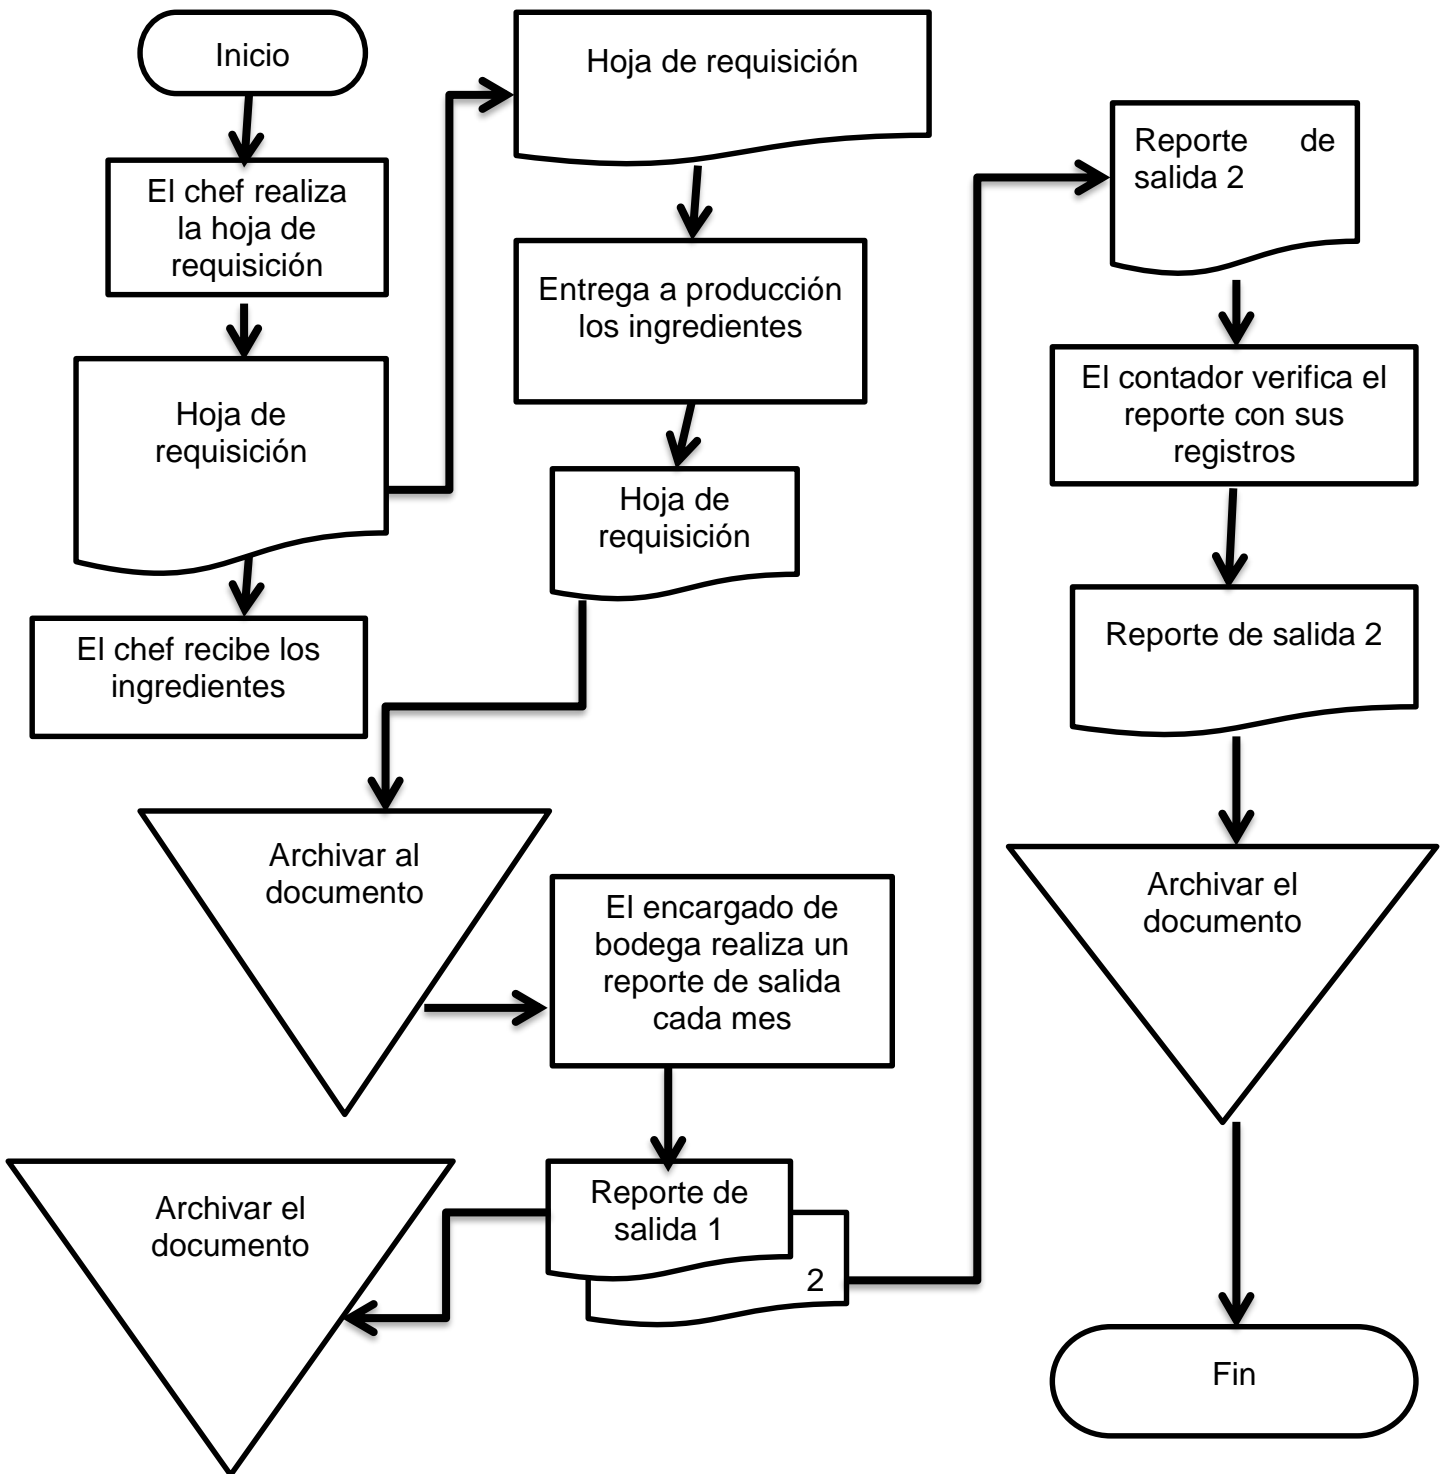 Inicio
El chef realiza
la hoja de
requisición
Hoja de
requisición
El chef recibe los
ingredientes
Hoja de requisición
Entrega a producción
los ingredientes
Hoja de
requisición
Archivar al
documento
El encargado de
bodega realiza un
reporte de salida
cada mes
Reporte de
salida 1
2
Archivar el
documento
Reporte de
salida 2
El contador verifica el
reporte con sus
registros
Reporte de salida 2
Archivar el
documento
Fin